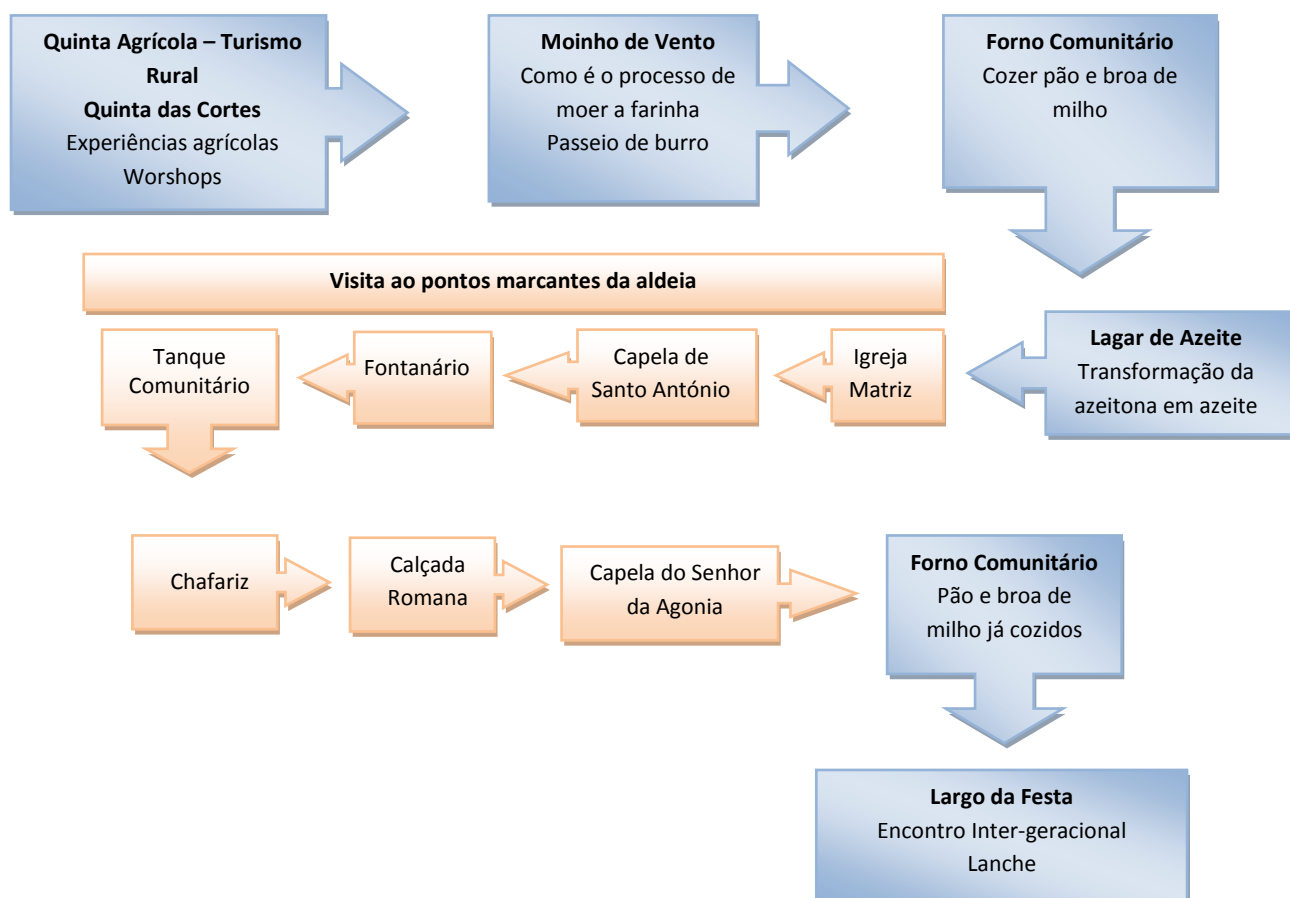 Quinta Agrícola – Turismo
Rural
Quinta das Cortes
Experiências agrícolas
Worshops
Moinho de Vento
Como é o processo de
moer a farinha
Passeio de burro
Forno Comunitário
Cozer pão e broa de
milho
Lagar de Azeite
Transformação da
azeitona em azeite
Visita ao pontos marcantes da aldeia
Igreja
Matriz
Capela de
Santo António
Fontanário
Tanque
Comunitário
Chafariz
Calçada
Romana
Capela do Senhor
da Agonia
Forno Comunitário
Pão e broa de
milho já cozidos
Largo da Festa
Encontro Inter-geracional
Lanche